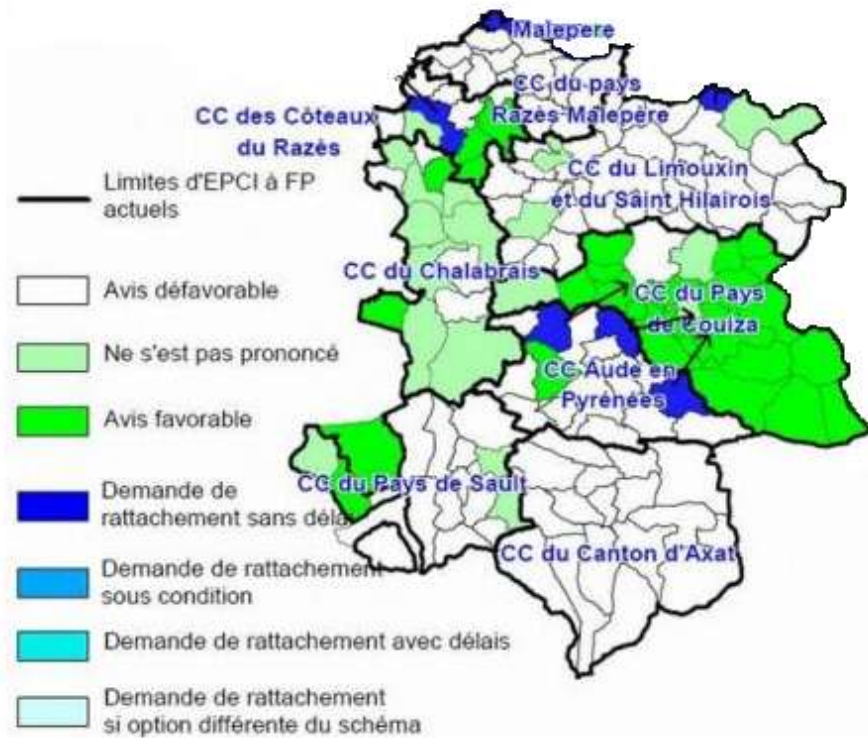 Malepere
CC du pays
Razès Malepère
CC des Côteaux
du Razès
CC du Limouxin
et du Saint Hilairois
Limites d'EPCI à FP
actuels
CC du Chalabrais
Avis défavorable
CC du Pays
de Couiza
Ne s'est pas prononcé
CC Aude en
Pyrénées
Avis favorable
CC du Pays de Sault
Demande de
rattachement sans délai
CC du Canton d'Axat
Demande de rattachement
sous condition
Demande de rattachement avec délais
Demande de rattachement
si option différente du schéma